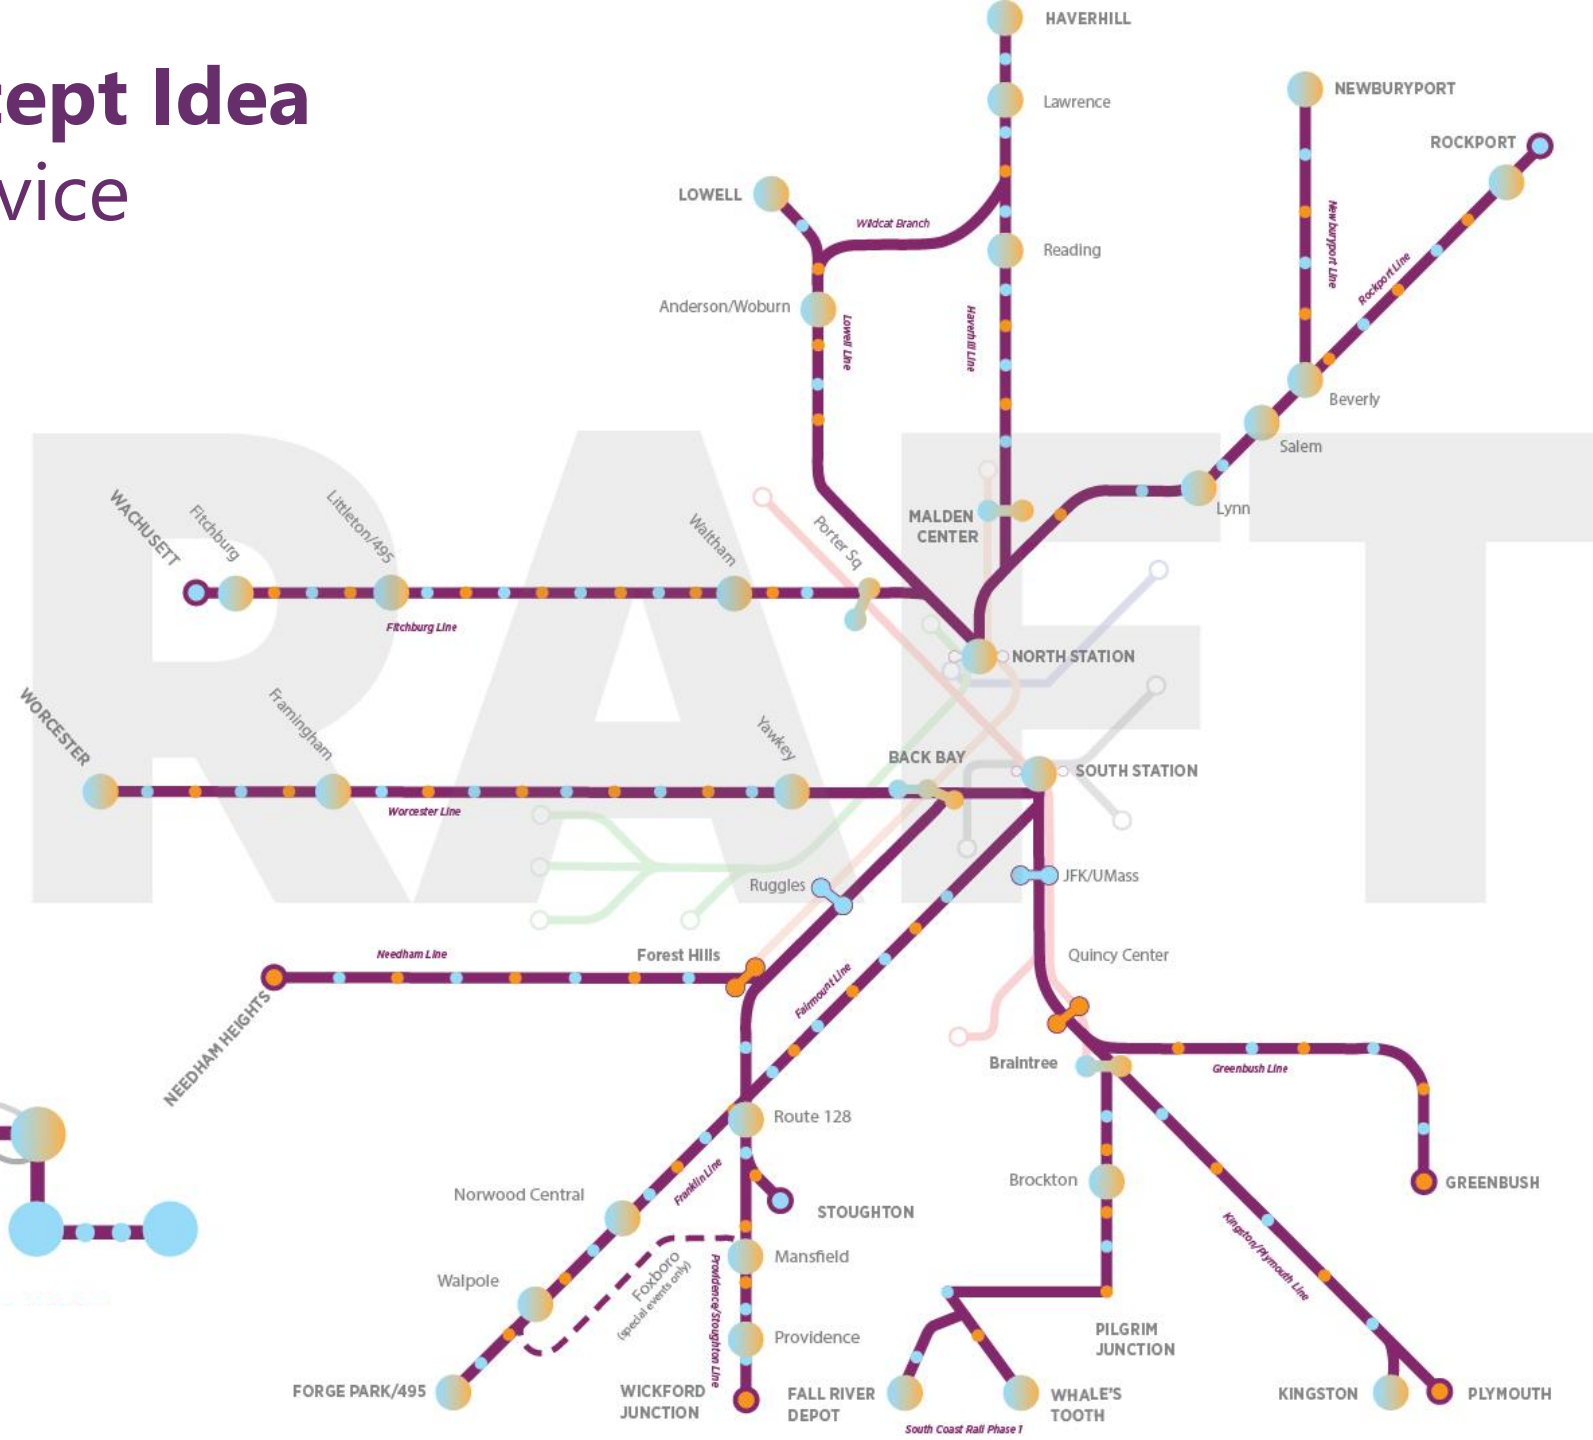 cept Idea
vice
HAVERHILL
Lawrence
NEWBURYPORT
ROCKPORT
LOWELL
Wildcat Branch
Newburyport Line
Reading
Rockport Line
Anderson/Woburn
Lowell Line
Haverhill Line
Beverly
Salem
RAFT
WACHUSETT
Fitchburg
Littleton/495
Waltham
Porter Sq
MALDEN
CENTER
Lynn
Fitchburg Line
NORTH STATION
WORCESTER
Framingham
Yawkey
BACK BAY
SOUTH STATION
Worcester Line
Ruggles
JFK/UMass
Needham Line
Forest Hills
Quincy Center
Fairmount Line
NEEDHAM HEIGHTS
Braintree
Greenbush Line
Route 128
Franklin Line
Norwood Central
Brockton
GREENBUSH
STOUGHTON
Kingston/Plymouth Line
Mansfield
Foxboro
(special events only)
Providence/Stoughton Line
Walpole
Providence
PILGRIM
JUNCTION
FORGE PARK/495
WICKFORD
JUNCTION
FALL RIVER
DEPOT
WHALE'S
TOOTH
KINGSTON
PLYMOUTH
South Coast Rail Phase 1